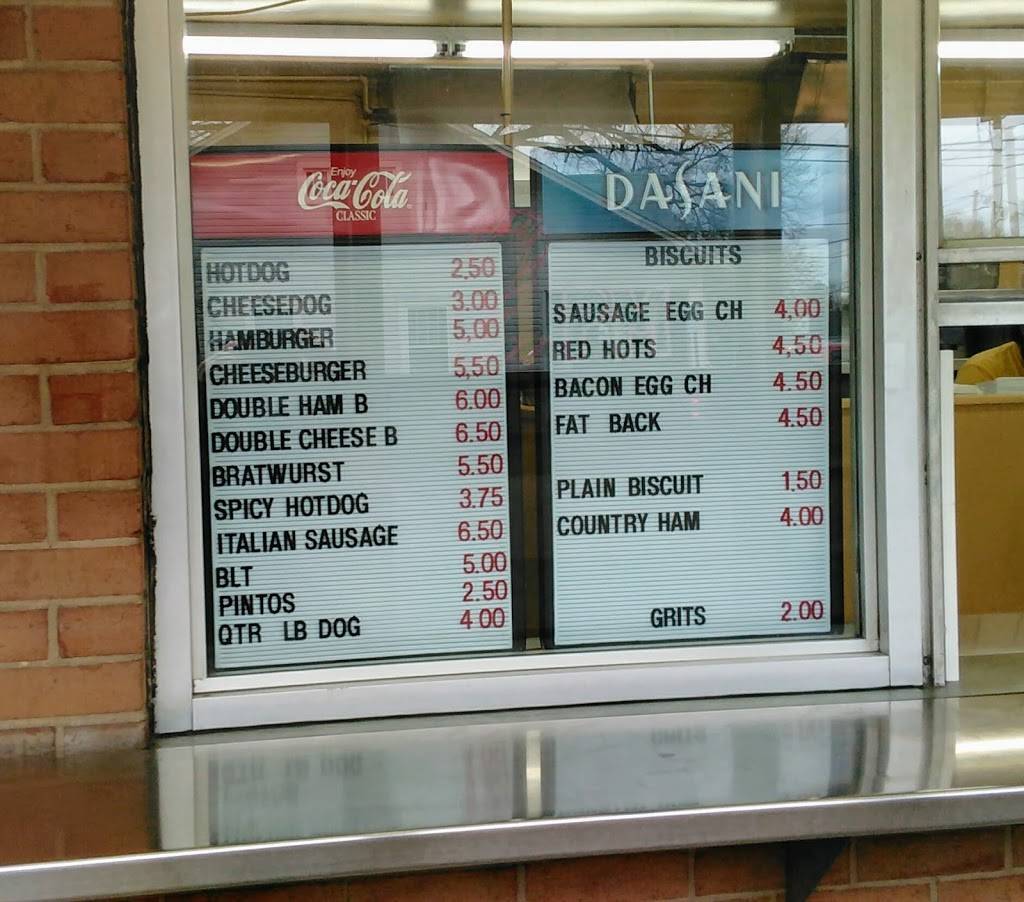 Enjoy
Coca-Cola
CLASSIC
HOTDOG 2,50
CHEESEDOG 3.00
HAMBURGER 5,00
CHEESEBURGER 5,50
DOUBLE HAM B 6.00
DOUBLE CHEESE B 6.50
BRATWURST 5.50
SPICY HOTDOG 3.75
ITALIAN SAUSAGE 6.50
BLT 5.00
PINTOS 2.50
QTR LB DOG 4 00
DASANI
BISCUITS
SAUSAGE EGG CH 4,00
RED HOTS 4,50
BACON EGG CH 4.50
FAT BACK 4.50
PLAIN BISCUIT 1.50
COUNTRY HAM 4.00
GRITS 2.00